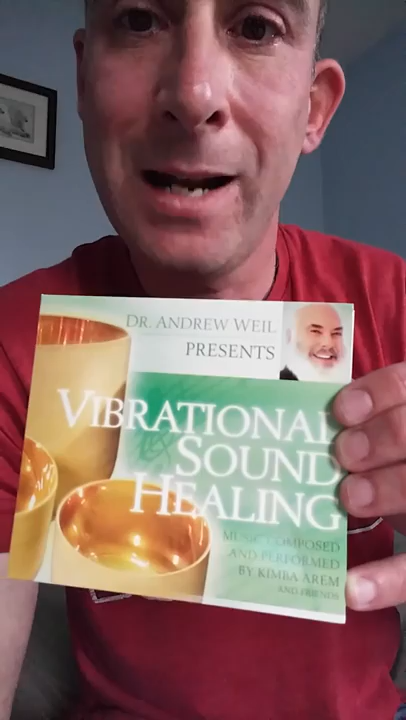 DR. ANDREW WEIL
PRESENTS
VIBRATIONAL
SOUND
HEALING
MUSIC COMPOSED
AND PERFORMED
BY KIMBA AREM
AND FRIENDS